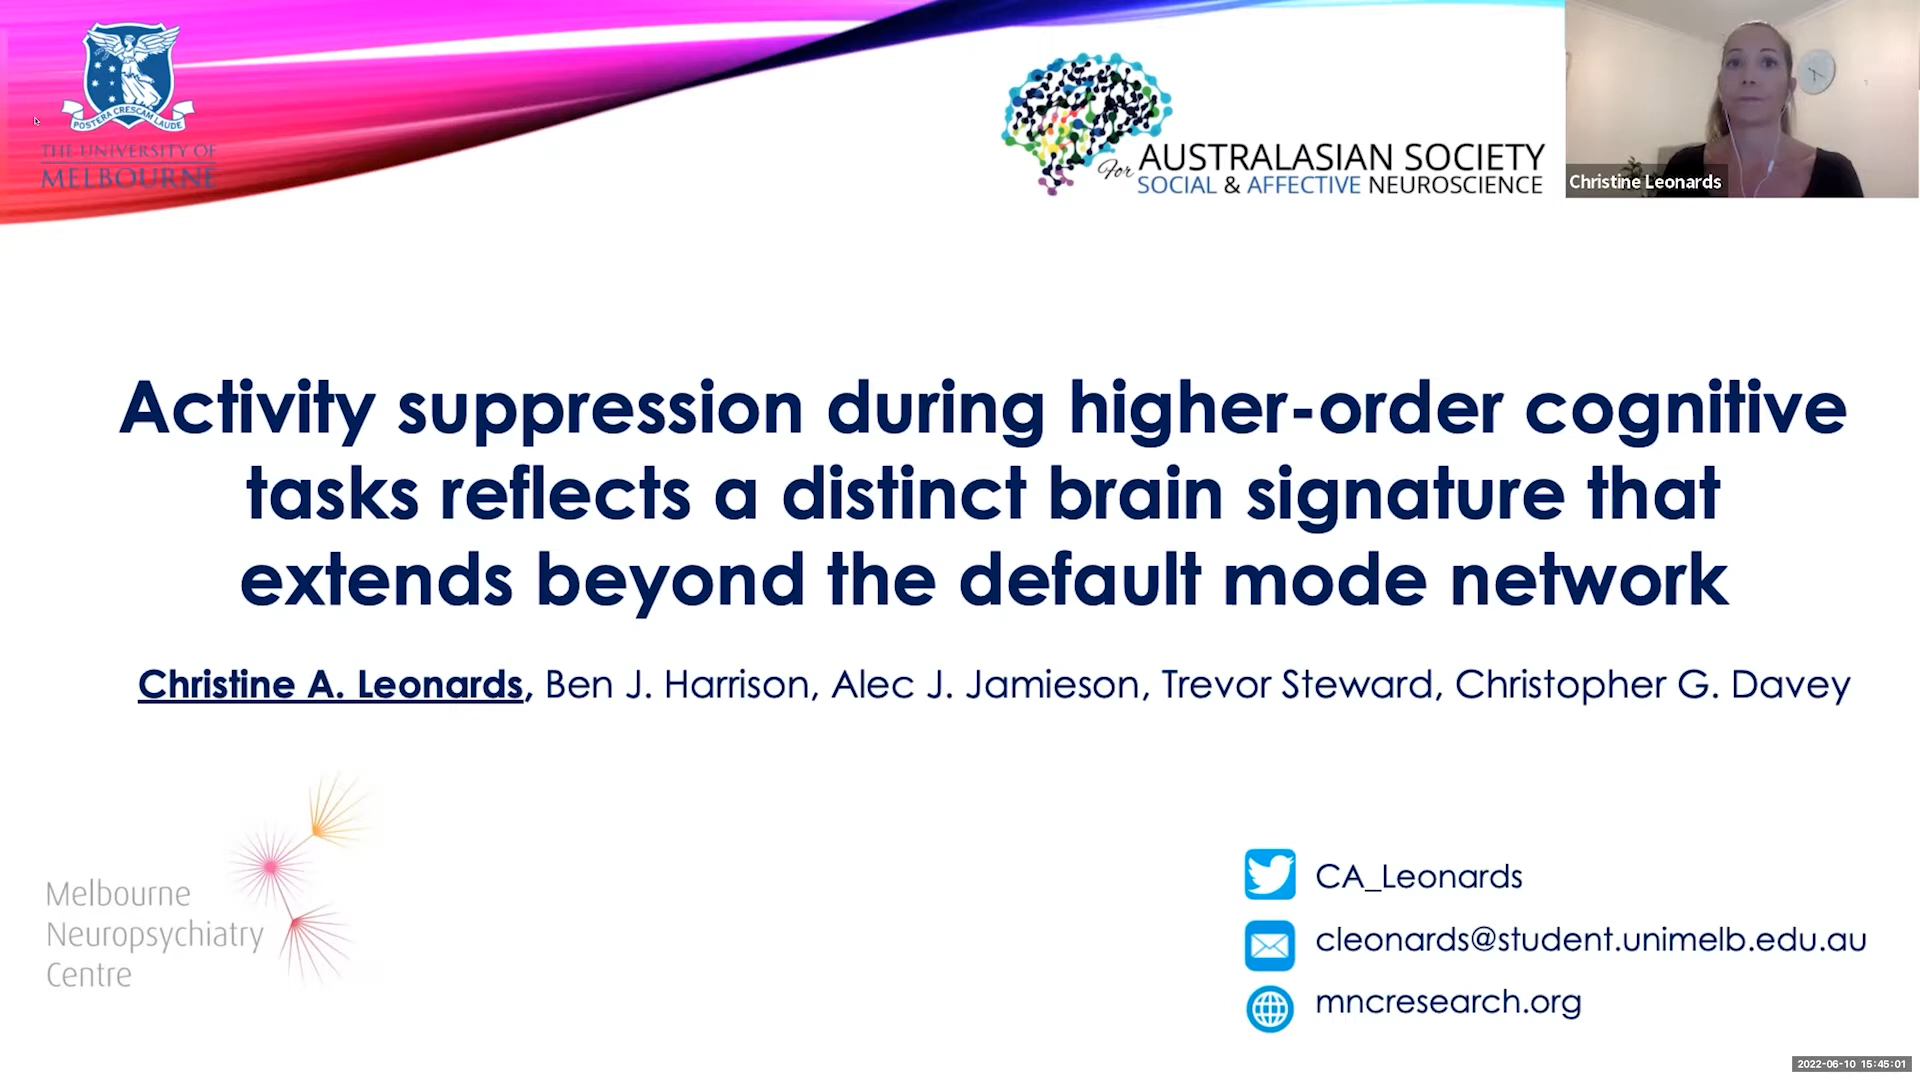 POSTERA CRESCAM LAUDE
THE UNIVERSITY OF
MELBOURNE
for AUSTRALASIAN SOCIETY
SOCIAL & AFFECTIVE NEUROSCIENCE
Christine Leonards
Activity suppression during higher-order cognitive
tasks reflects a distinct brain signature that
extends beyond the default mode network
Christine A. Leonards, Ben J. Harrison, Alec J. Jamieson, Trevor Steward, Christopher G. Davey
Melbourne
Neuropsychiatry
Centre
CA_Leonards
cleonards@student.unimelb.edu.au
mncresearch.org
2022-06-10 15:45:01